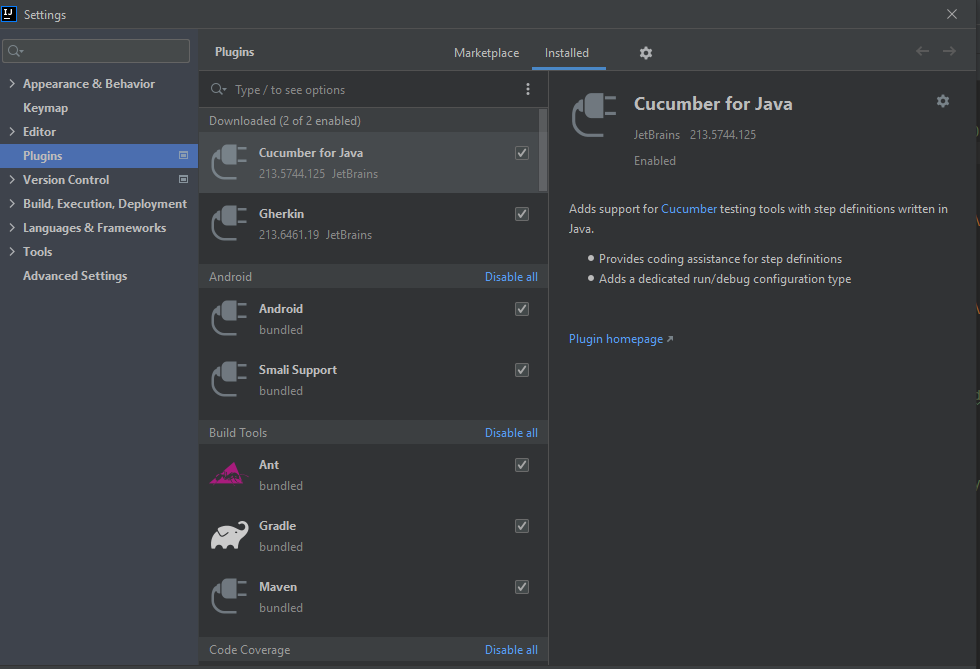 Settings
Plugins
Marketplace
Installed
Appearance & Behavior
Keymap
Editor
Plugins
Version Control
Build, Execution, Deployment
Languages & Frameworks
Tools
Advanced Settings
Type / to see options
Downloaded (2 of 2 enabled)
Cucumber for Java
213.5744.125 JetBrains
Gherkin
213.6461.19 JetBrains
Android Disable all
Android
bundled
Smali Support
bundled
Build Tools Disable all
Ant
bundled
Gradle
bundled
Maven
bundled
Code Coverage Disable all
Cucumber for Java
JetBrains 213.5744.125
Enabled
Adds support for Cucumber testing tools with step definitions written in
Java.
Provides coding assistance for step definitions
Adds a dedicated run/debug configuration type
Plugin homepage